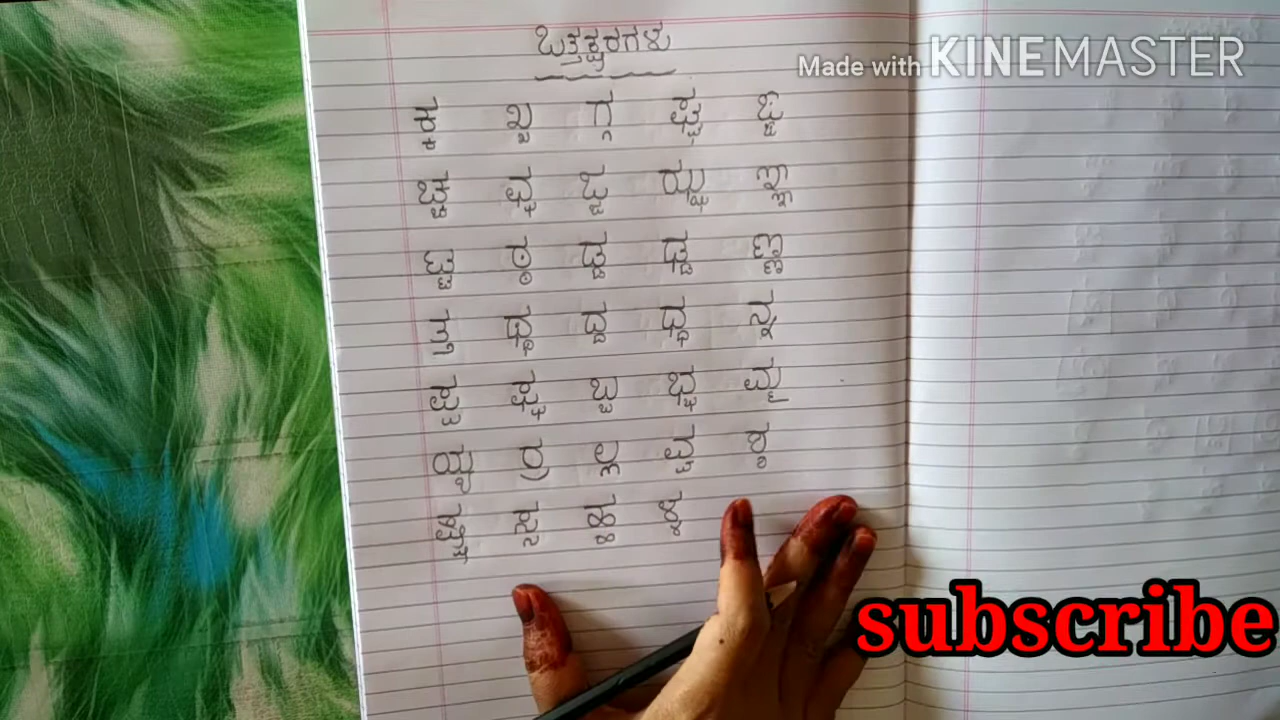 ಒತ್ತಕ್ಷರಗಳು
Made with KINEMASTER
ಕ್ಕ ಖ್ಖ ಗ್ಗ ಘ್ಘ ಙ್ಙ
ಚ್ಚ ಛ್ಛ ಜ್ಜ ಝ್ಝ ಞ್ಞ
ಟ್ಟ ಠ್ಠ ಡ್ಡ ಢ್ಢ ಣ್ಣ
ತ್ತ ಥ್ಥ ದ್ದ ಧ್ಧ ನ್ನ
ಪ್ಪ ಫ್ಫ ಬ್ಬ ಭ್ಭ ಮ್ಮ
ಯ್ಯ ರ್ರ ಲ್ಲ ವ್ವ ಶ್ಶ
ಷ್ಷ ಸ್ಸ ಹ್ಹ ಳ್ಳ
subscribe